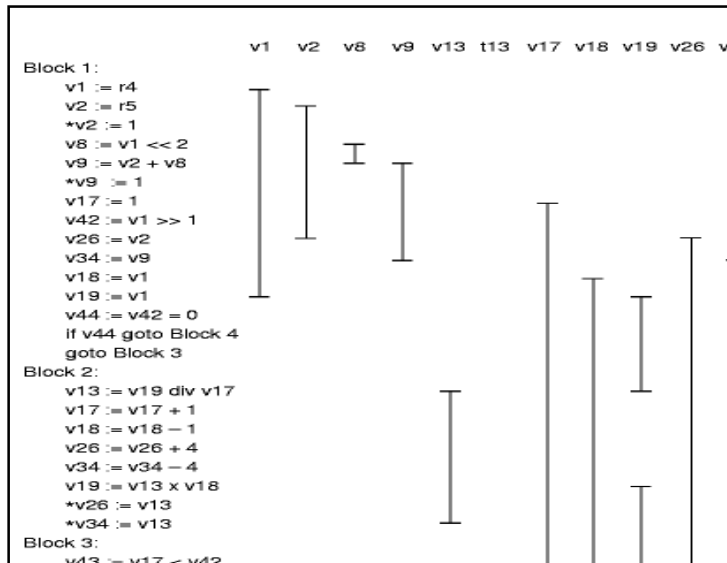 v1 v2 v8 v9 v13 t13 v17 v18 v19 v26
Block 1:
v1 := r4
v2 := r5
*v2 := 1
v8 := v1 << 2
v9 := v2 + v8
*v9 := 1
v17 := 1
v42 := v1 >> 1
v26 := v2
v34 := v9
v18 := v1
v19 := v1
v44 := v42 = 0
if v44 goto Block 4
goto Block 3
Block 2:
v13 := v19 div v17
v17 := v17 + 1
v18 := v18 − 1
v26 := v26 + 4
v34 := v34 − 4
v19 := v13 x v18
*v26 := v13
*v34 := v13
Block 3:
v43 := v17 < v42